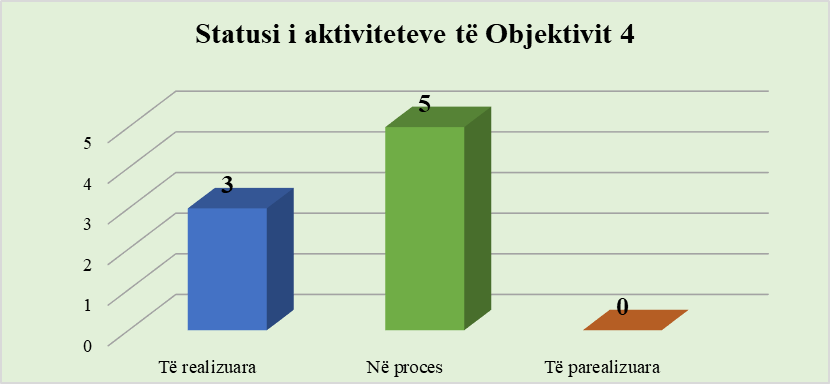 Statusi i aktiviteteve të Objektivit 4
5
4
3
2
1
0
3
5
0
Të realizuara
Në proces
Të parealizuara